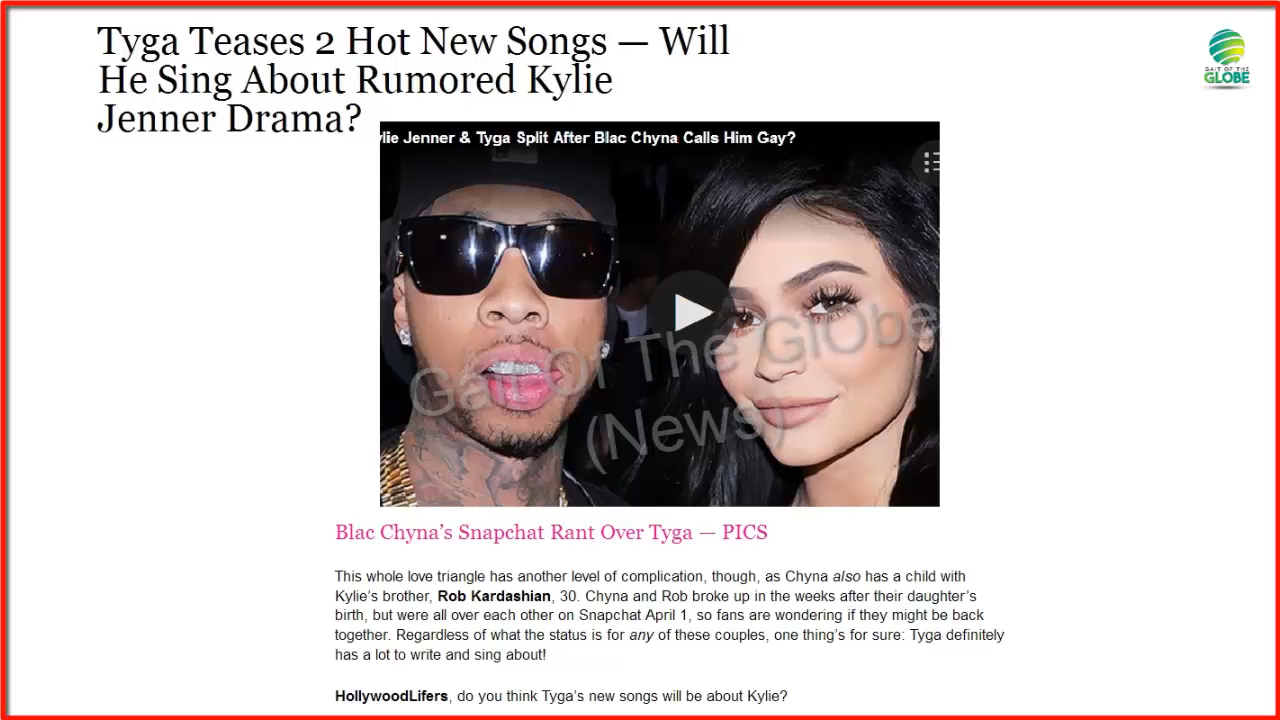 Tyga Teases 2 Hot New Songs — Will
He Sing About Rumored Kylie
Jenner Drama?
GAIT OF THE
GLOBE
ylie Jenner & Tyga Split After Blac Chyna Calls Him Gay?
Gait Of The GlObe
(News)
Blac Chyna’s Snapchat Rant Over Tyga — PICS
This whole love triangle has another level of complication, though, as Chyna also has a child with
Kylie’s brother, Rob Kardashian, 30. Chyna and Rob broke up in the weeks after their daughter’s
birth, but were all over each other on Snapchat April 1, so fans are wondering if they might be back
together. Regardless of what the status is for any of these couples, one thing’s for sure: Tyga definitely
has a lot to write and sing about!
HollywoodLifers, do you think Tyga’s new songs will be about Kylie?